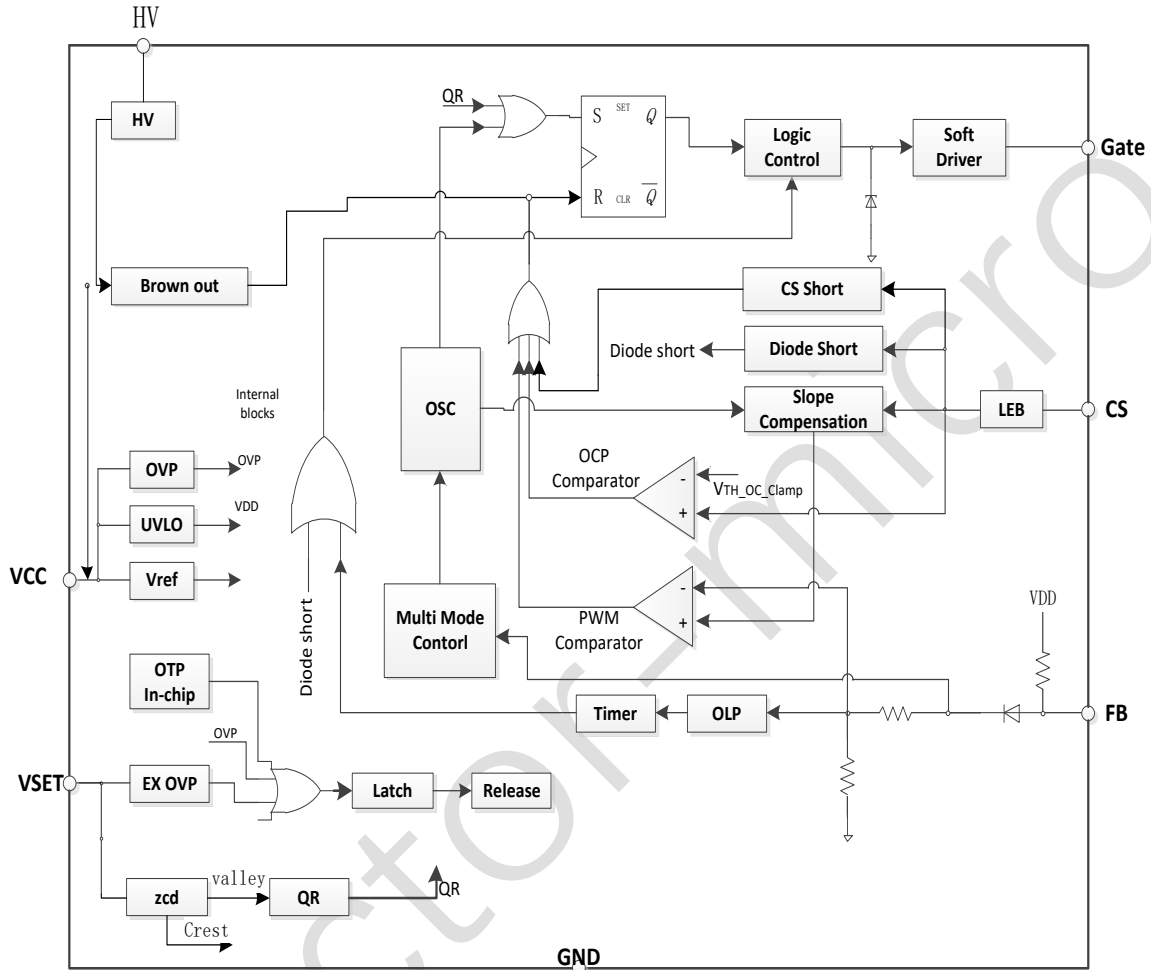 HV
HV
QR
S
SET
Q
R
CLR
Q
Logic
Control
Soft
Driver
Gate
Brown out
CS Short
Diode short
Diode Short
OSC
Slope
Compensation
LEB
CS
Internal
blocks
OVP
OVP
UVLO
VDD
VCC
Vref
OCP
Comparator
-
VTH_OC_Clamp
+
Multi Mode
Contorl
PWM
Comparator
-
+
VDD
Diode short
OTP
In-chip
Timer
OLP
FB
OVP
VSET
EX OVP
Latch
Release
zcd
valley
QR
QR
Crest
GND
ctor-micro